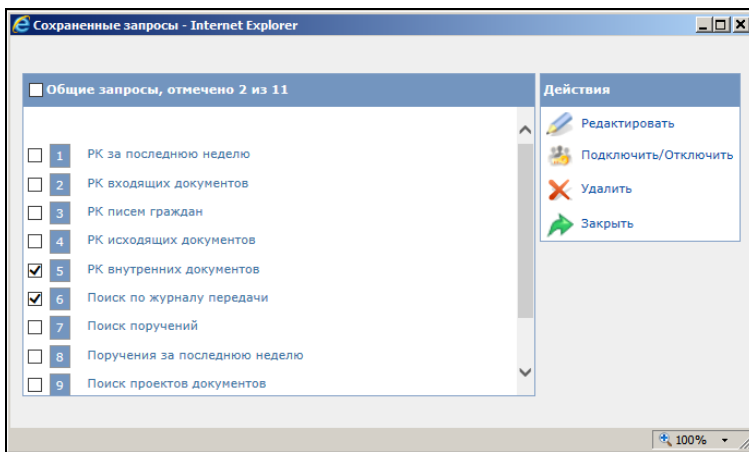 Сохраненные запросы - Internet Explorer
Общие запросы, отмечено 2 из 11
1 РК за последнюю неделю
2 РК входящих документов
3 РК писем граждан
4 РК исходящих документов
5 РК внутренних документов
6 Поиск по журналу передачи
7 Поиск поручений
8 Поручения за последнюю неделю
9 Поиск проектов документов
Действия
Редактировать
Подключить/Отключить
Удалить
Закрыть
100%